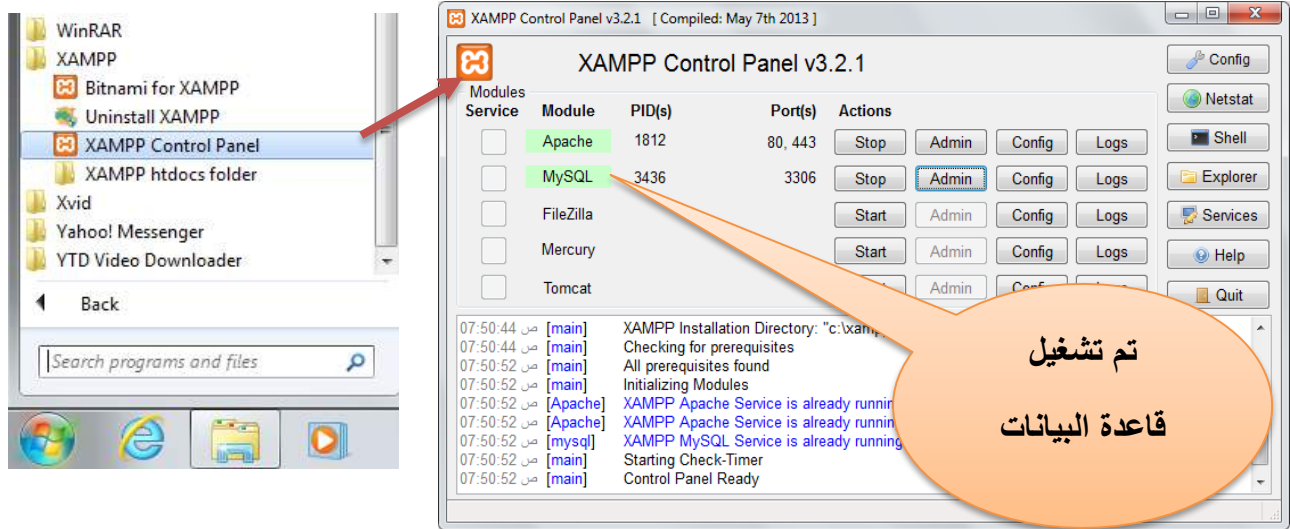 WinRAR
XAMPP
Bitnami for XAMPP
Uninstall XAMPP
XAMPP Control Panel
XAMPP htdocs folder
Xvid
Yahoo! Messenger
YTD Video Downloader
Back
Search programs and files
XAMPP Control Panel v3.2.1 [ Compiled: May 7th 2013 ]
XAMPP Control Panel v3.2.1
Modules
Service Module PID(s) Port(s) Actions
Apache 1812 80, 443 Stop Admin Config Logs
MySQL 3436 3306 Stop Admin Config Logs
FileZilla Start Admin Config Logs
Mercury Start Admin Config Logs
Tomcat Admin
Config
Netstat
Shell
Explorer
Services
Help
Quit
07:50:44 ص [main] XAMPP Installation Directory: "c:\xamp
07:50:44 ص [main] Checking for prerequisites
07:50:52 ص [main] All prerequisites found
07:50:52 ص [main] Initializing Modules
07:50:52 ص [Apache] XAMPP Apache Service is already runnin
07:50:52 ص [Apache] XAMPP Apache Service is already runnin
07:50:52 ص [mysql] XAMPP MySQL Service is already running
07:50:52 ص [main] Starting Check-Timer
07:50:52 ص [main] Control Panel Ready
تم تشغيل
قاعدة البيانات